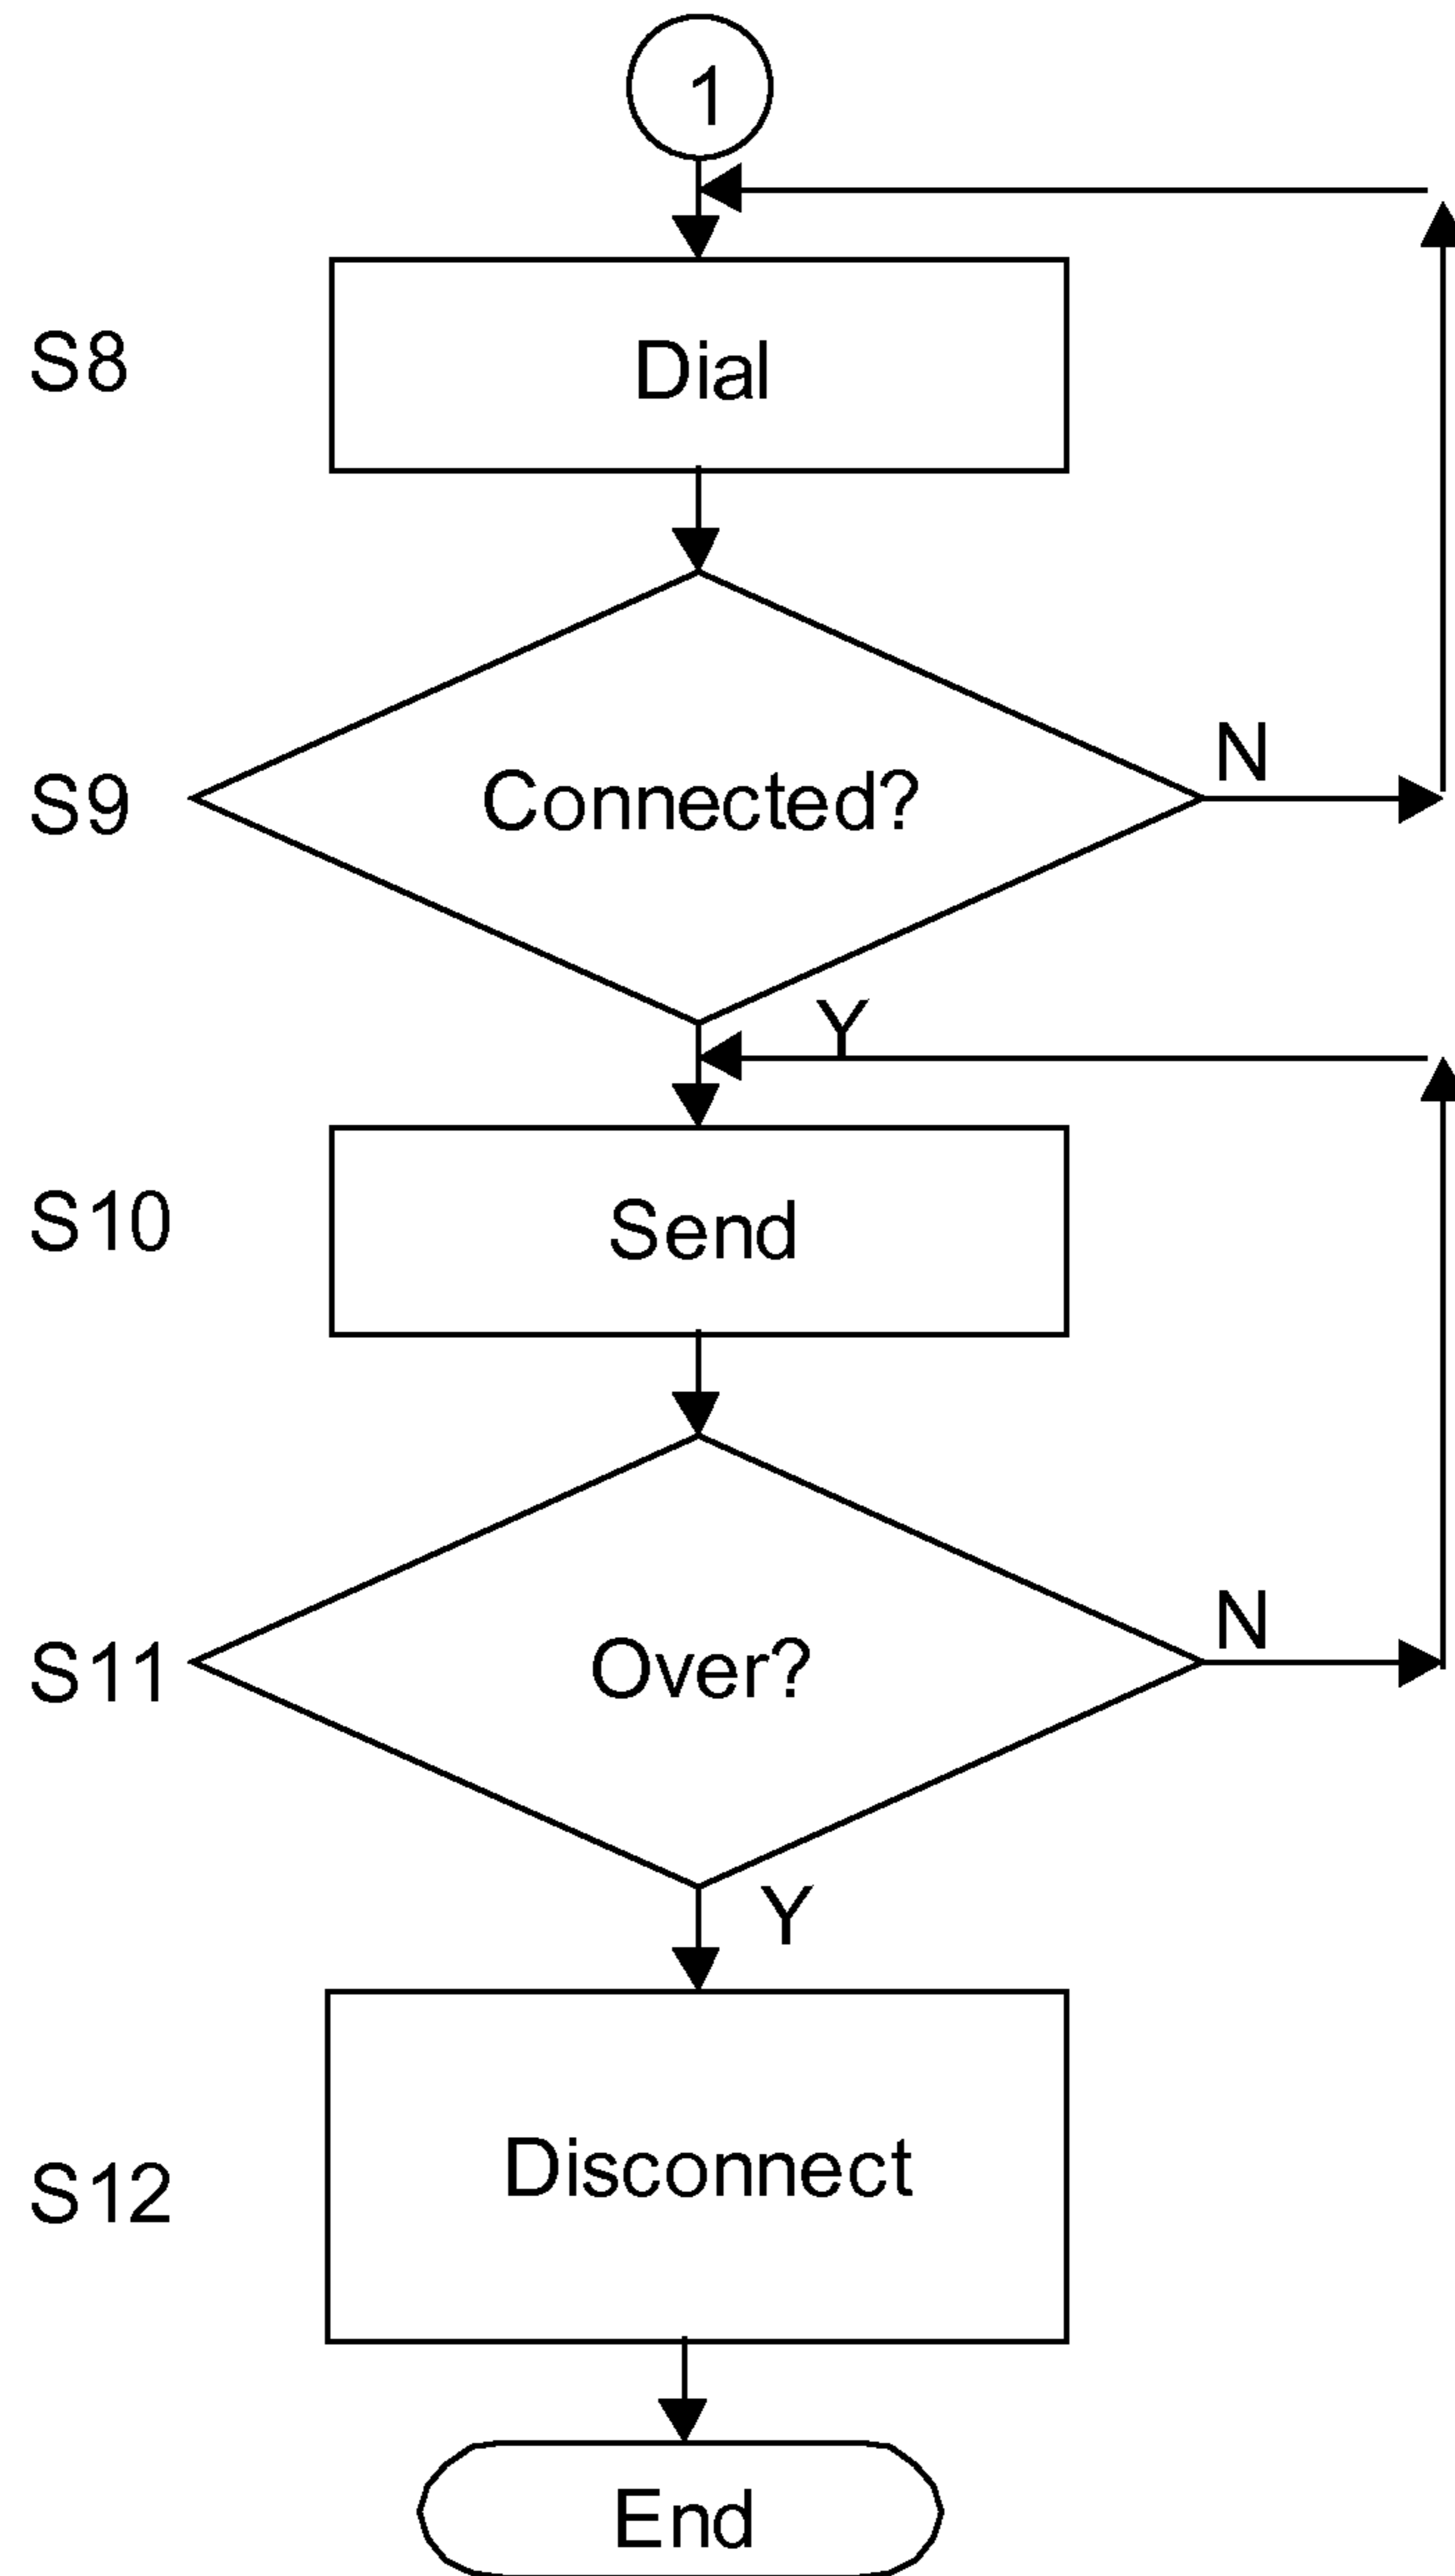 1
S8
Dial
S9
Connected?
N
Y
S10
Send
S11
Over?
N
Y
S12
Disconnect
End